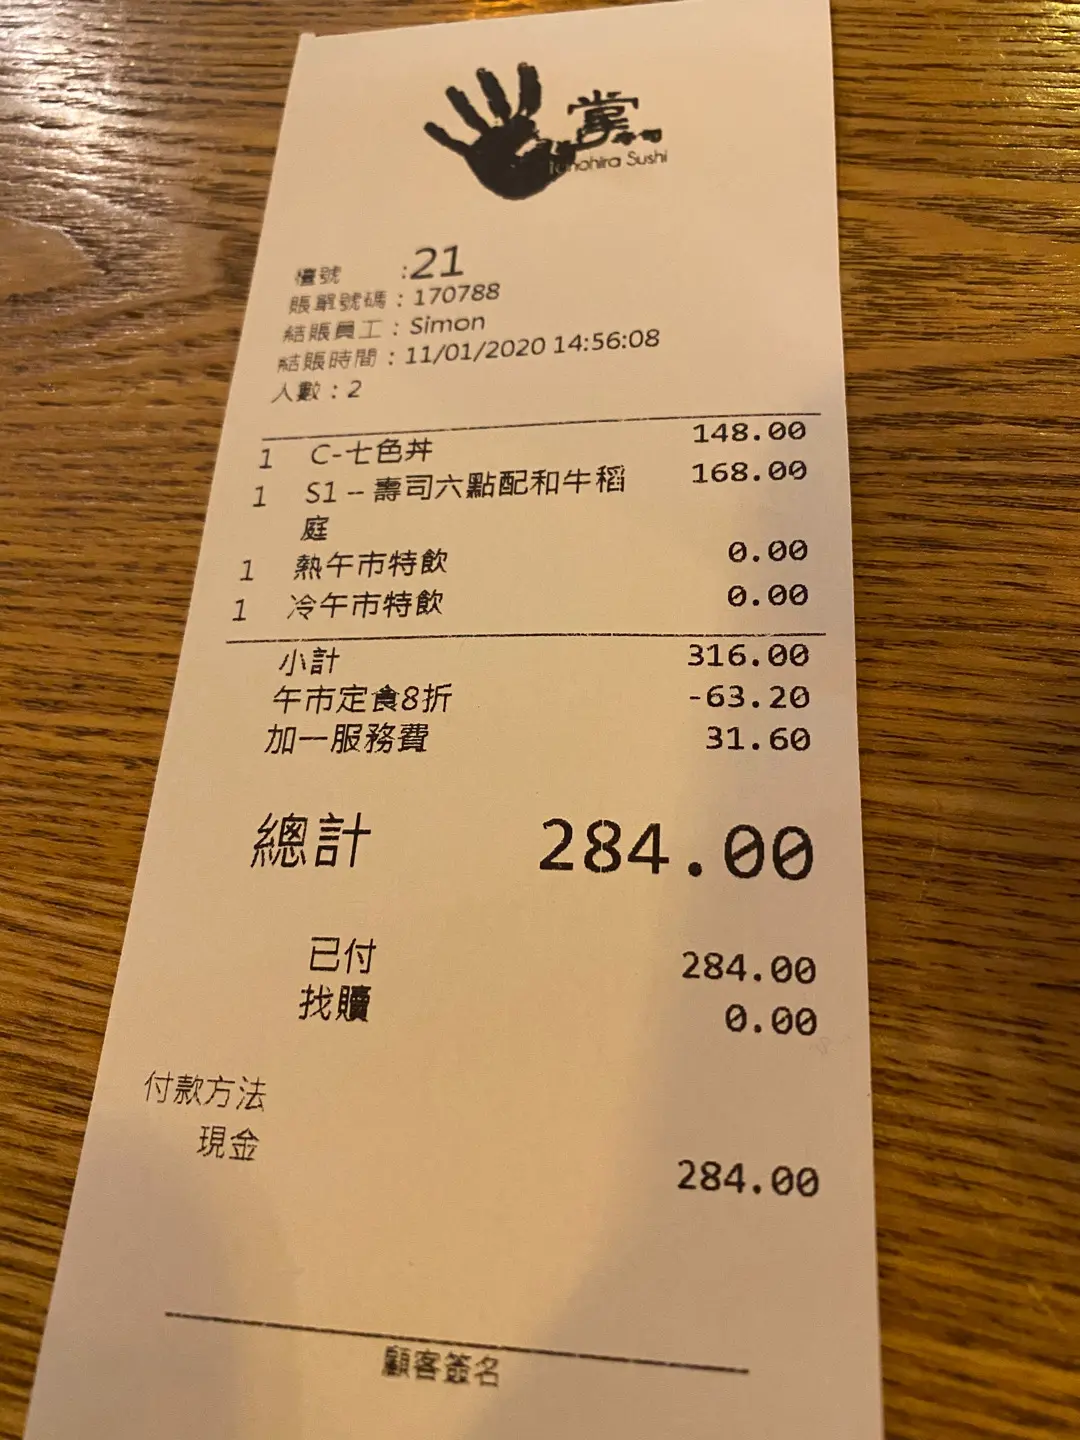 掌
Tanohira Sushi
檯號 :21
賬單號碼 : 170788
結賬員工 : Simon
結賬時間 : 11/01/2020 14:56:08
人數 : 2
1 C-七色丼 148.00
1 S1 -- 壽司六點配和牛稻 168.00
庭
1 熱午市特飲 0.00
1 冷午市特飲 0.00
小計 316.00
午市定食8折 -63.20
加一服務費 31.60
總計 284.00
已付 284.00
找贖 0.00
付款方法
現金
284.00
顧客簽名